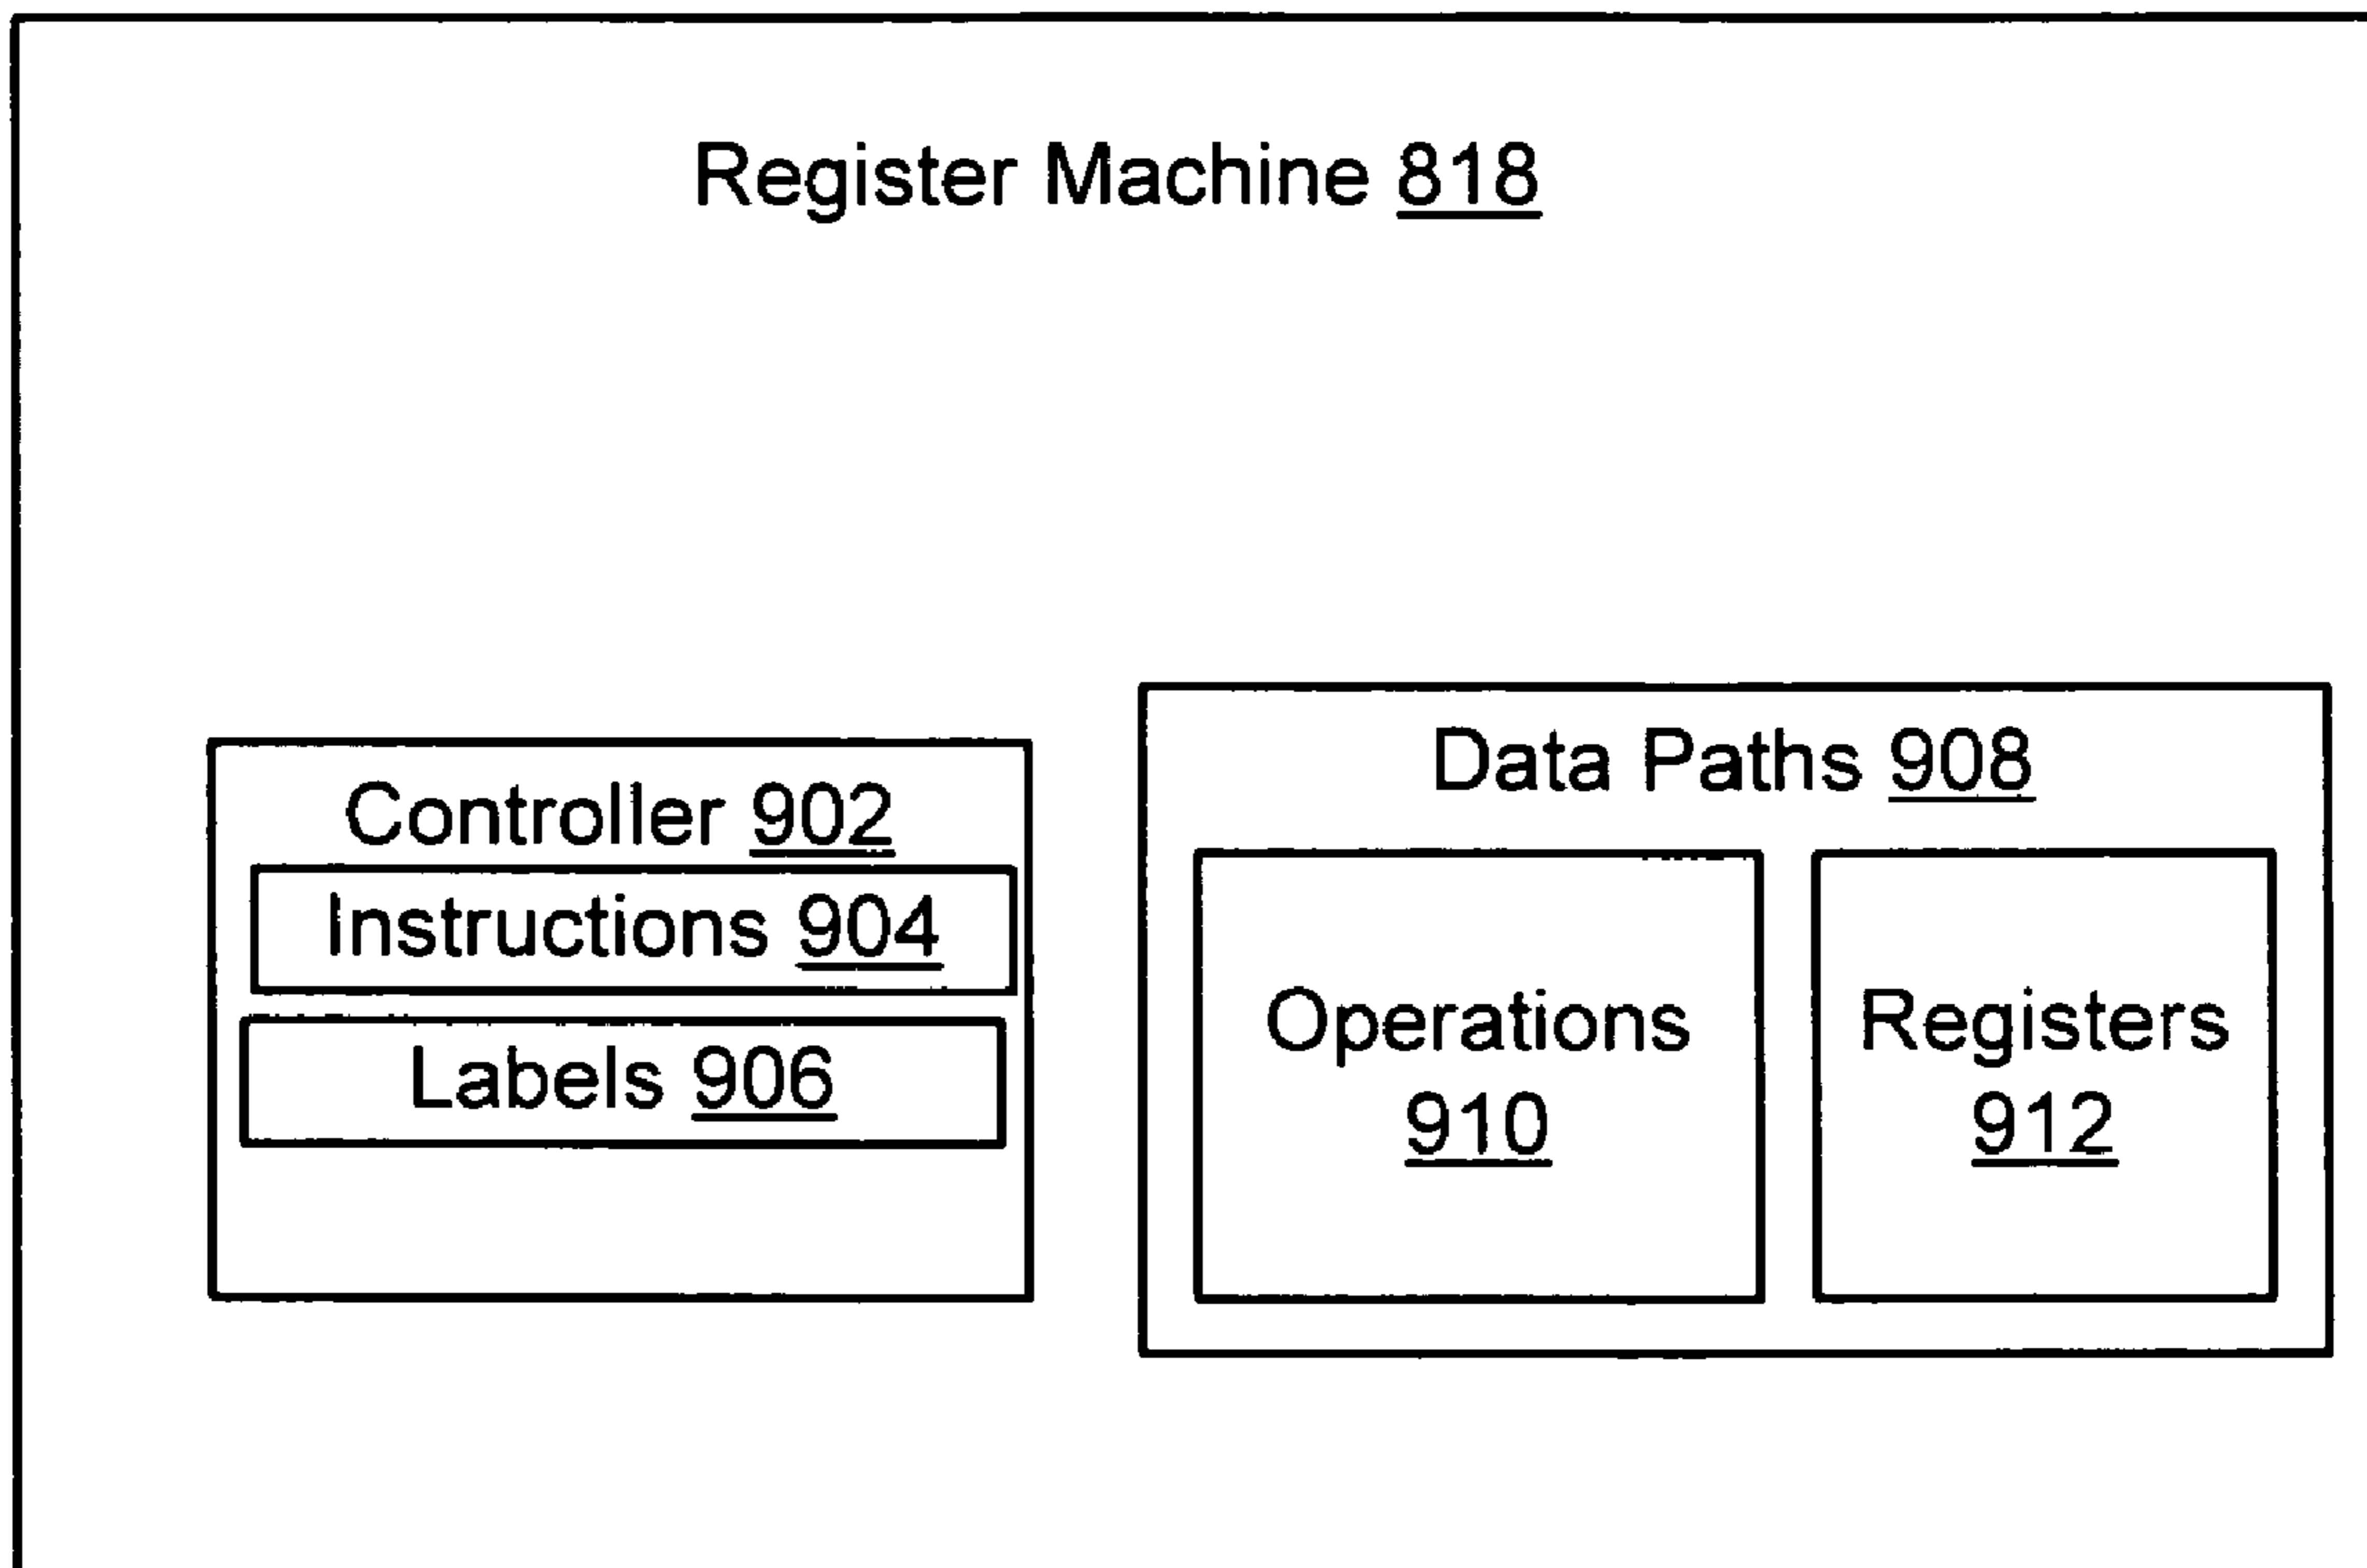 Register Machine 818
Controller 902
Instructions 904
Labels 906
Data Paths 908
Operations
910
Registers
912